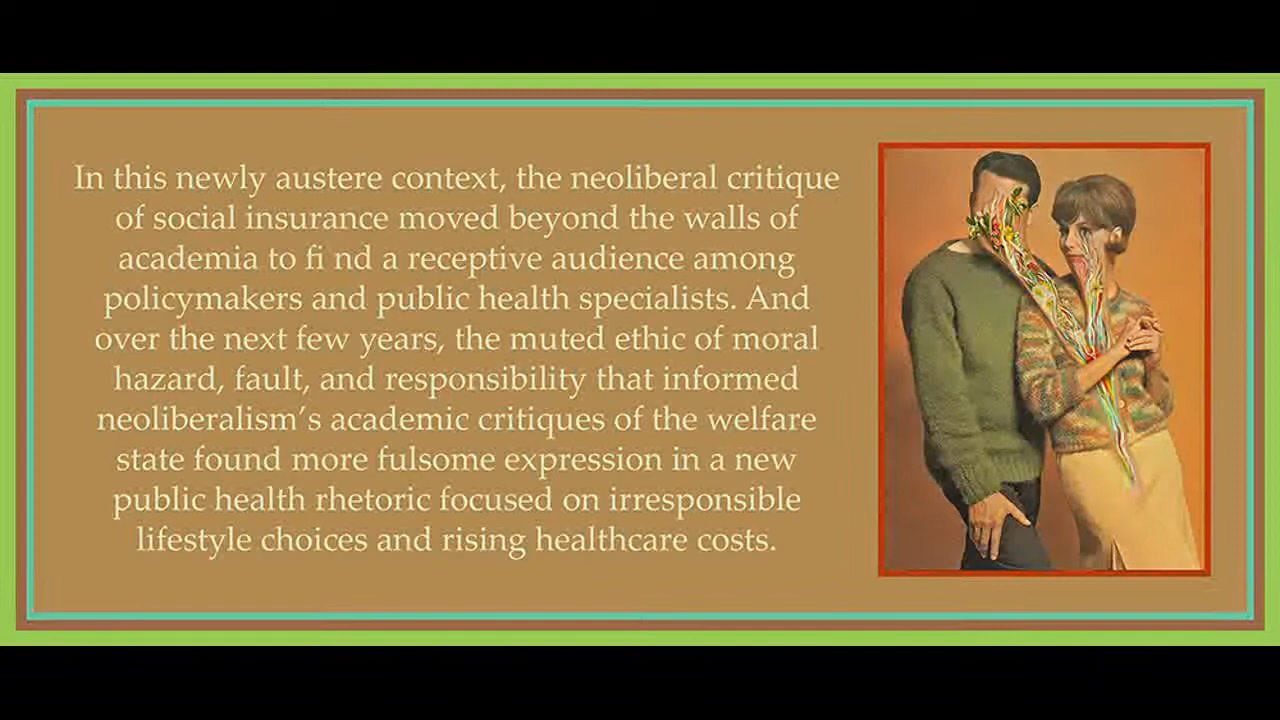 In this newly austere context, the neoliberal critique
of social insurance moved beyond the walls of
academia to fi nd a receptive audience among
policymakers and public health specialists. And
over the next few years, the muted ethic of moral
hazard, fault, and responsibility that informed
neoliberalism’s academic critiques of the welfare
state found more fulsome expression in a new
public health rhetoric focused on irresponsible
lifestyle choices and rising healthcare costs.